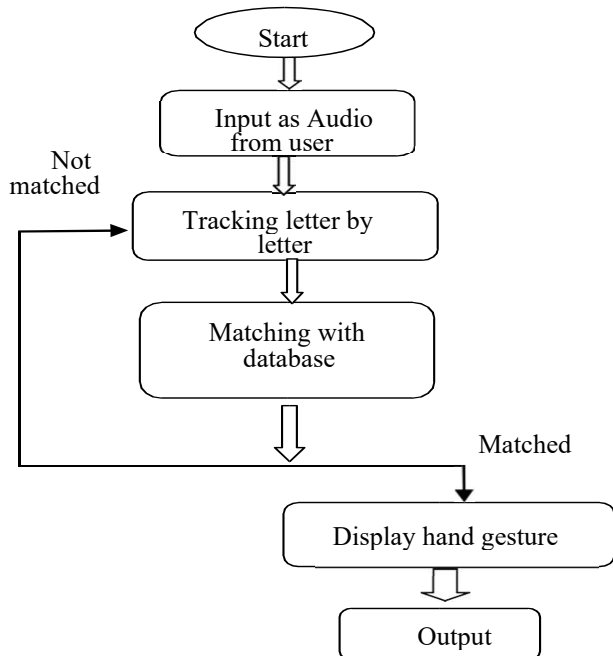 Start
Input as Audio
from user
Not
matched
Tracking letter by
letter
Matching with
database
Matched
Display hand gesture
Output